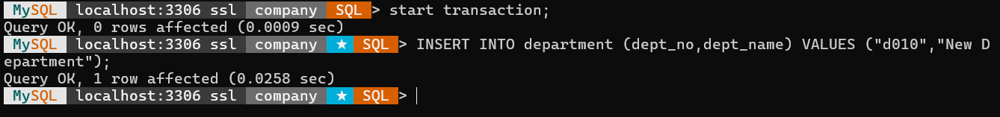 MySQL localhost:3306 ssl company SQL> start transaction;
Query OK, 0 rows affected (0.0009 sec)
MySQL localhost:3306 ssl company ★ SQL> INSERT INTO department (dept_no,dept_name) VALUES ("d010","New D
epartment");
Query OK, 1 row affected (0.0258 sec)
MySQL localhost:3306 ssl company ★ SQL>